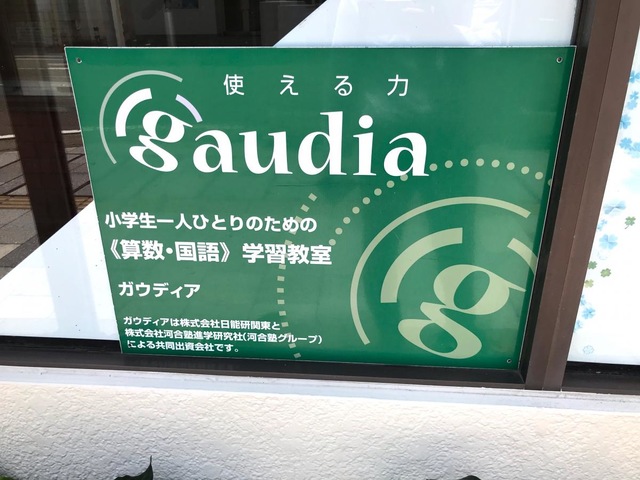 使える力
gaudia
小学生一人ひとりのための
《算数・国語》学習教室
ガウディア
ガウディアは株式会社日能研関東と
株式会社河合塾進学研究社(河合塾グループ)
による共同出資会社です。
g